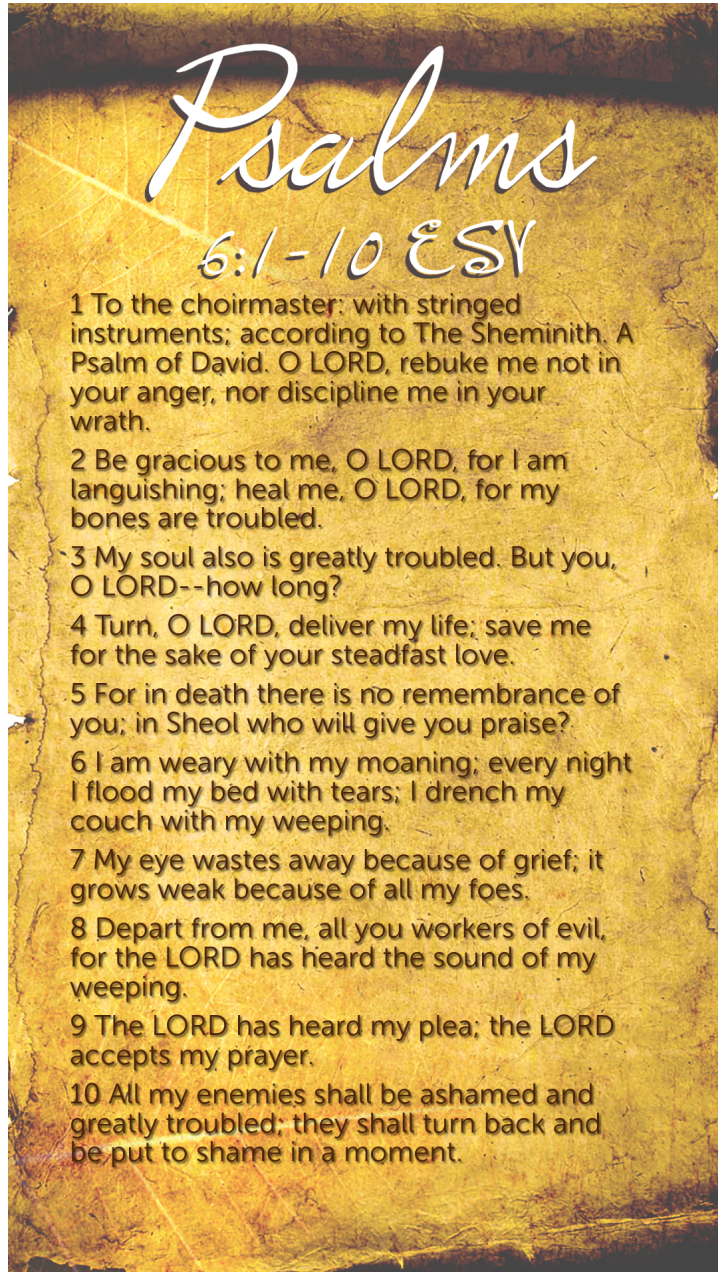 Psalms
6:1-10 ESV
1 To the choirmaster: with stringed
instruments; according to The Sheminith. A
Psalm of David. O LORD, rebuke me not in
your anger, nor discipline me in your
wrath.
2 Be gracious to me, O LORD, for I am
languishing; heal me, O LORD, for my
bones are troubled.
3 My soul also is greatly troubled. But you,
O LORD--how long?
4 Turn, O LORD, deliver my life; save me
for the sake of your steadfast love.
5 For in death there is no remembrance of
you; in Sheol who will give you praise?
6 I am weary with my moaning; every night
I flood my bed with tears; I drench my
couch with my weeping.
7 My eye wastes away because of grief; it
grows weak because of all my foes.
8 Depart from me, all you workers of evil,
for the LORD has heard the sound of my
weeping.
9 The LORD has heard my plea; the LORD
accepts my prayer.
10 All my enemies shall be ashamed and
greatly troubled; they shall turn back and
be put to shame in a moment.